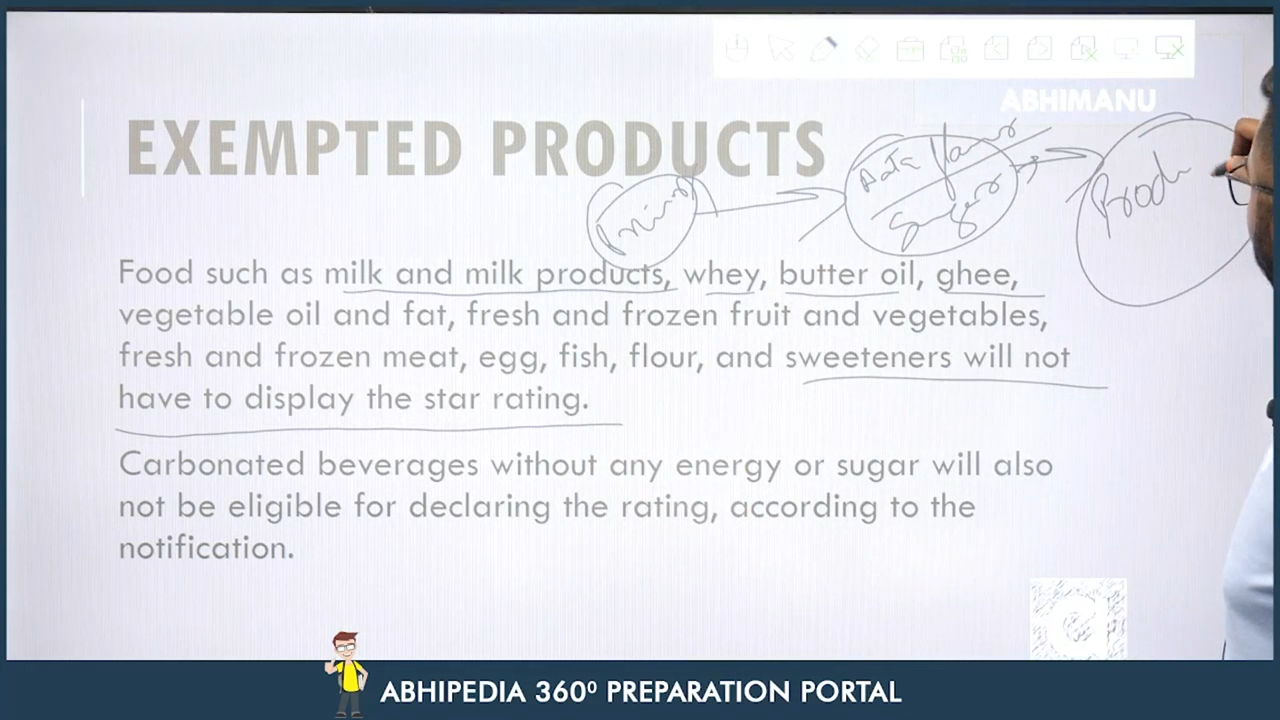 ABHIMANU
EXEMPTED PRODUCTS
Food such as milk and milk products, whey, butter oil, ghee,
vegetable oil and fat, fresh and frozen fruit and vegetables,
fresh and frozen meat, egg, fish, flour, and sweeteners will not
have to display the star rating.
Carbonated beverages without any energy or sugar will also
not be eligible for declaring the rating, according to the
notification.
ABHIPEDIA 360⁰ PREPARATION PORTAL